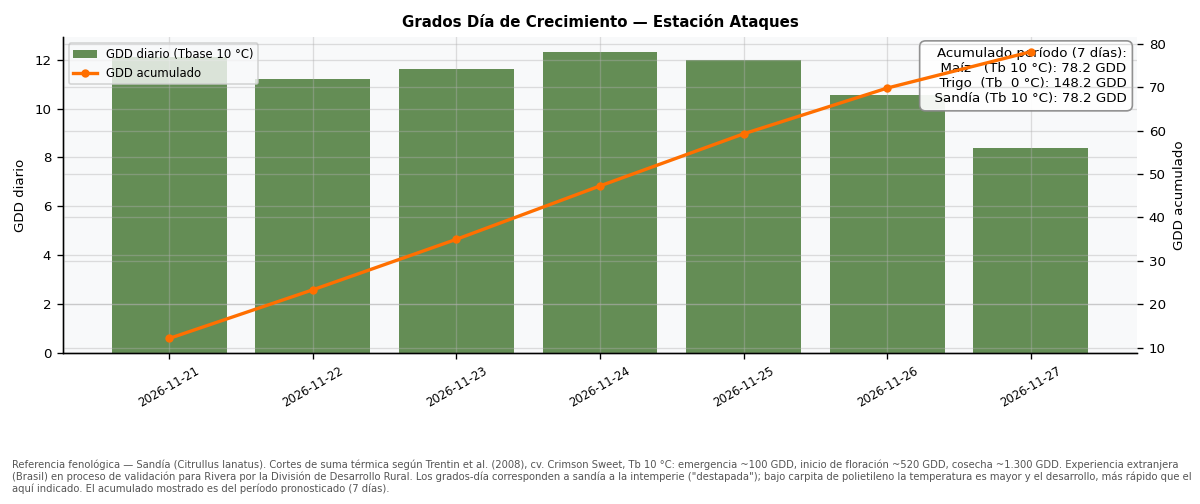 Grados Día de Crecimiento — Estación Ataques
GDD diario (Tbase 10 °C)
GDD acumulado
Acumulado período (7 días):
Maíz (Tb 10 °C): 78.2 GDD
Trigo (Tb 0 °C): 148.2 GDD
Sandía (Tb 10 °C): 78.2 GDD
GDD diario
12
10
8
6
4
2
0
GDD acumulado
80
70
60
50
40
30
20
10
2026-11-21
2026-11-22
2026-11-23
2026-11-24
2026-11-25
2026-11-26
2026-11-27
Referencia fenológica — Sandía (Citrullus lanatus). Cortes de suma térmica según Trentin et al. (2008), cv. Crimson Sweet, Tb 10 °C: emergencia ~100 GDD, inicio de floración ~520 GDD, cosecha ~1.300 GDD. Experiencia extranjera
(Brasil) en proceso de validación para Rivera por la División de Desarrollo Rural. Los grados-día corresponden a sandía a la intemperie ("destapada"); bajo carpita de polietileno la temperatura es mayor y el desarrollo, más rápido que el
aquí indicado. El acumulado mostrado es del período pronosticado (7 días).